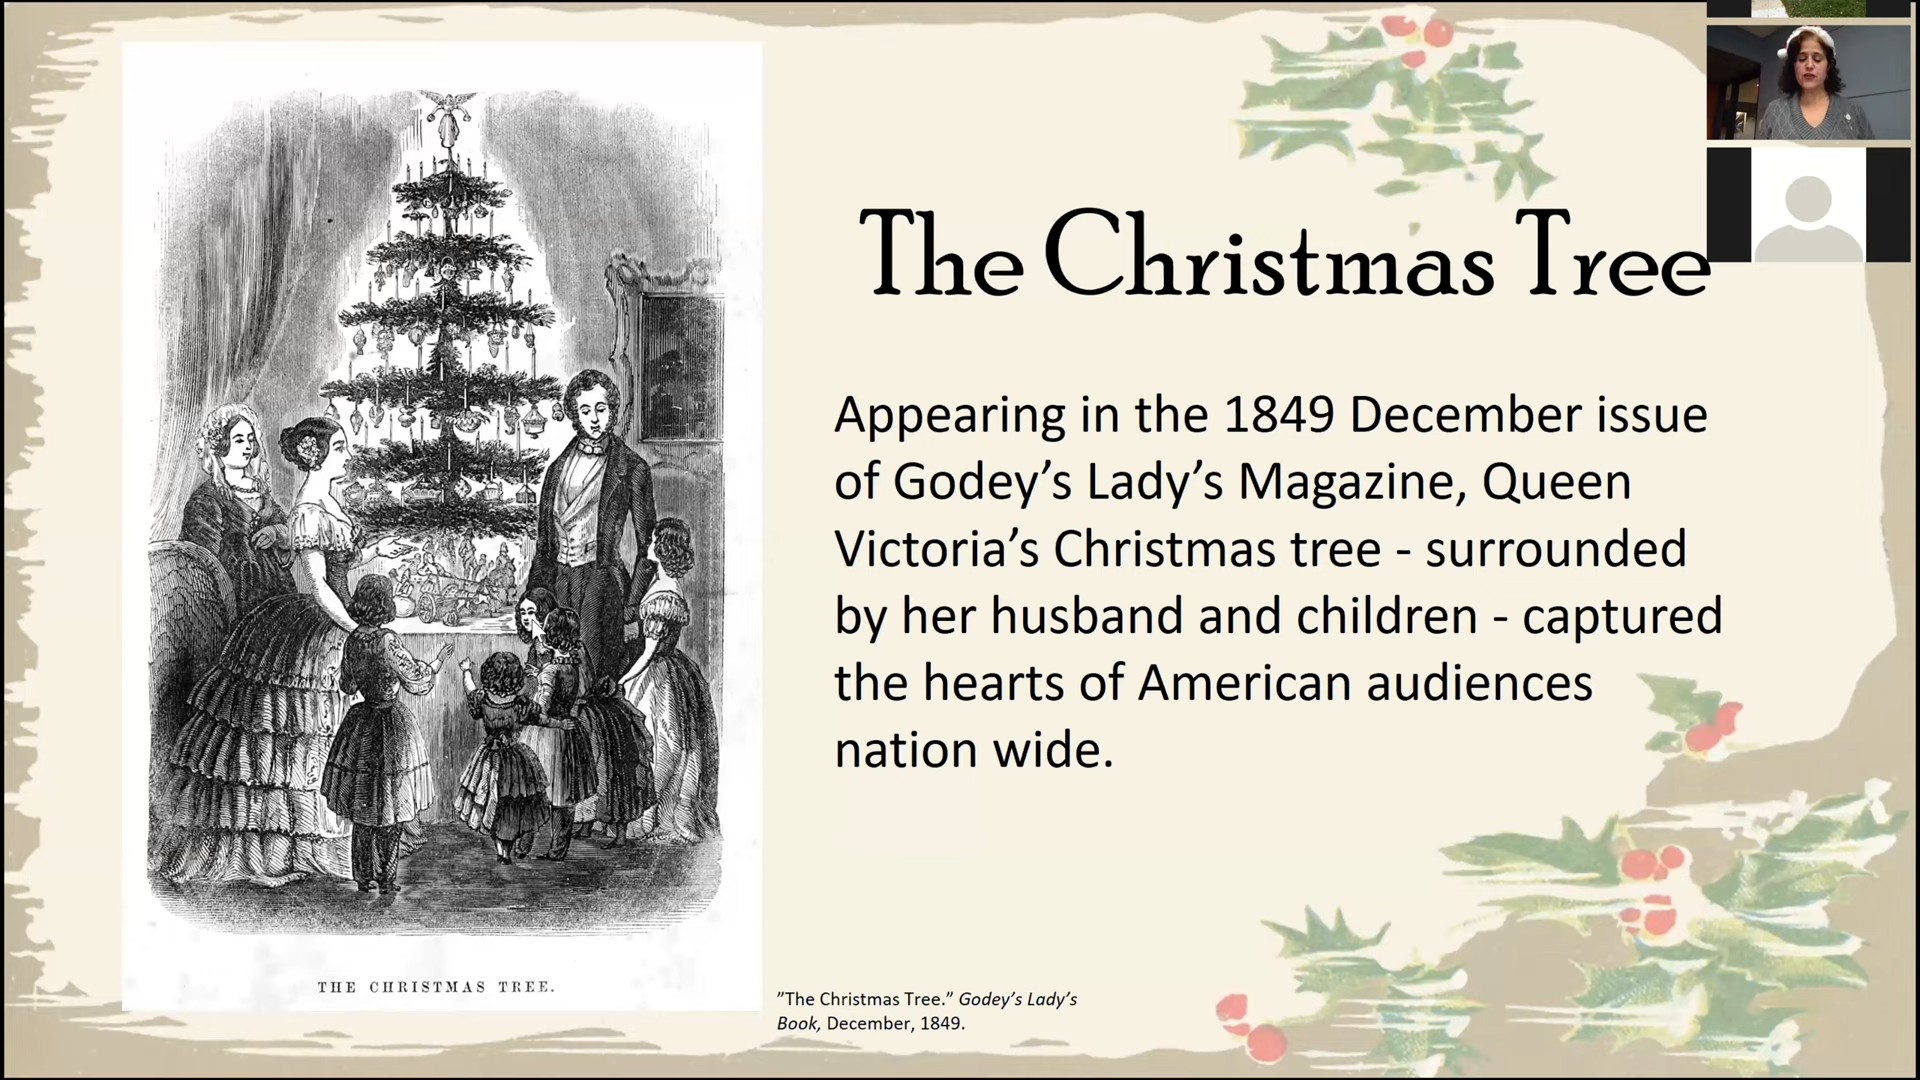 The Christmas Tree
Appearing in the 1849 December issue
of Godey’s Lady’s Magazine, Queen
Victoria’s Christmas tree - surrounded
by her husband and children - captured
the hearts of American audiences
nation wide.
THE CHRISTMAS TREE.
”The Christmas Tree.” Godey’s Lady’s
Book, December, 1849.